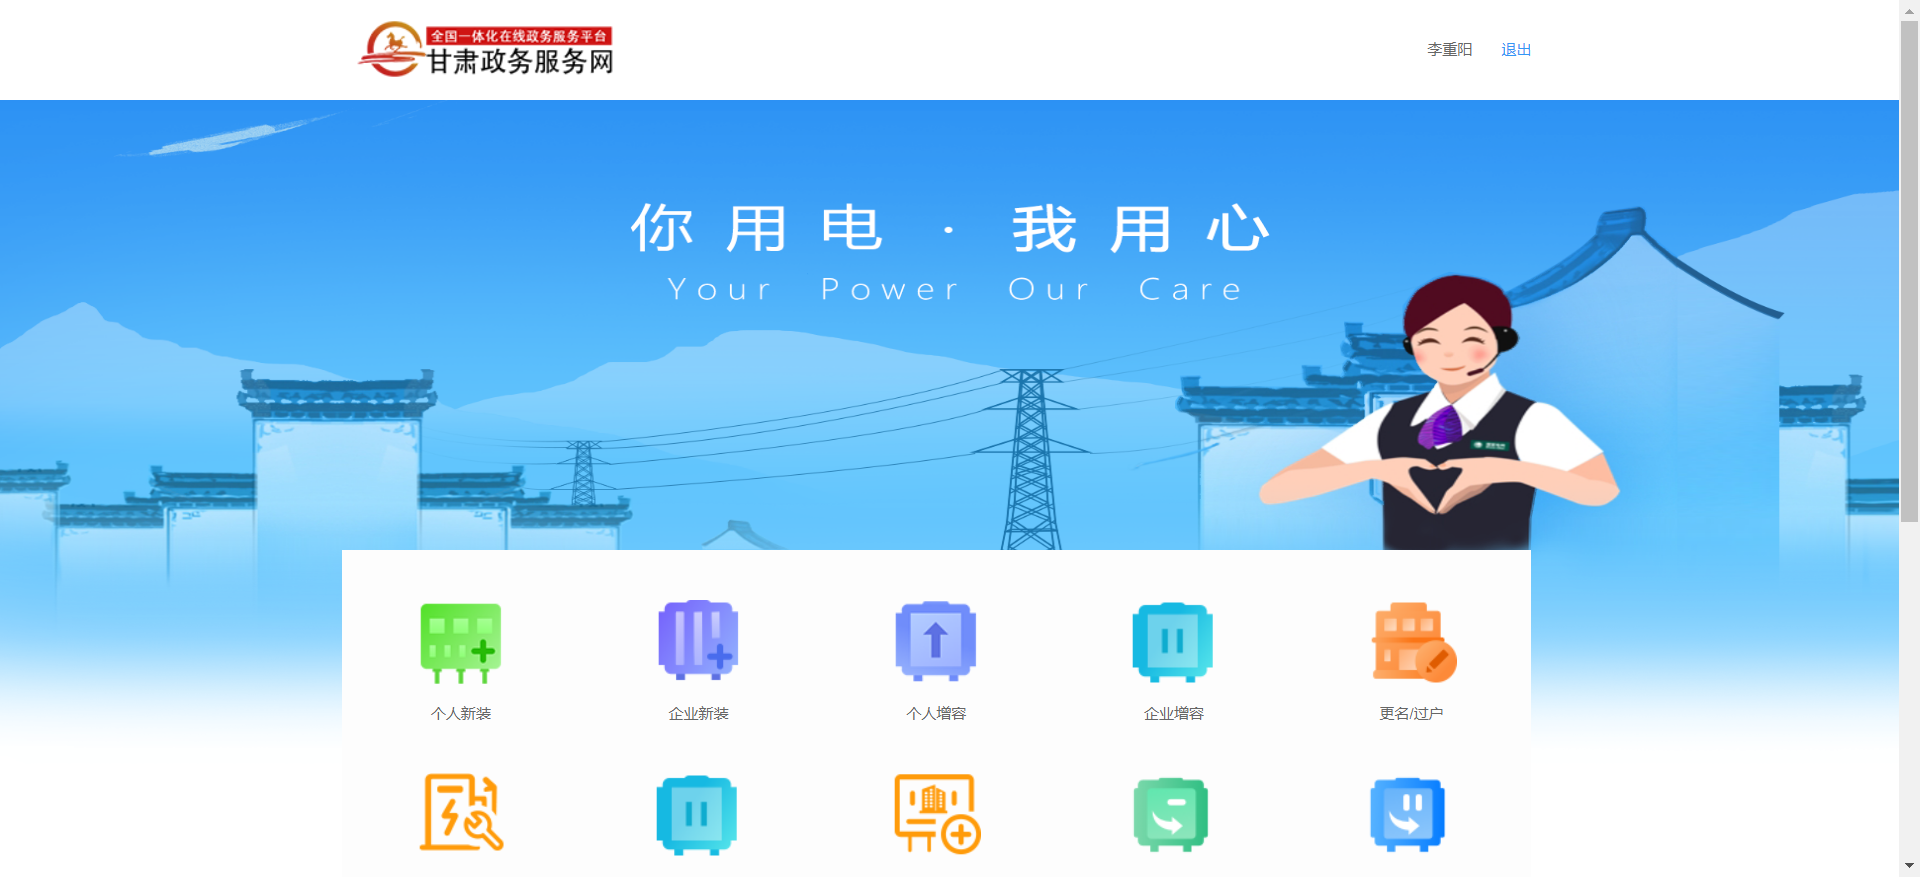 全国一体化在线政务服务平台
甘肃政务服务网
李重阳 退出
你用电·我用心
Your Power Our Care
个人新装 企业新装 个人增容 企业增容 更名/过户